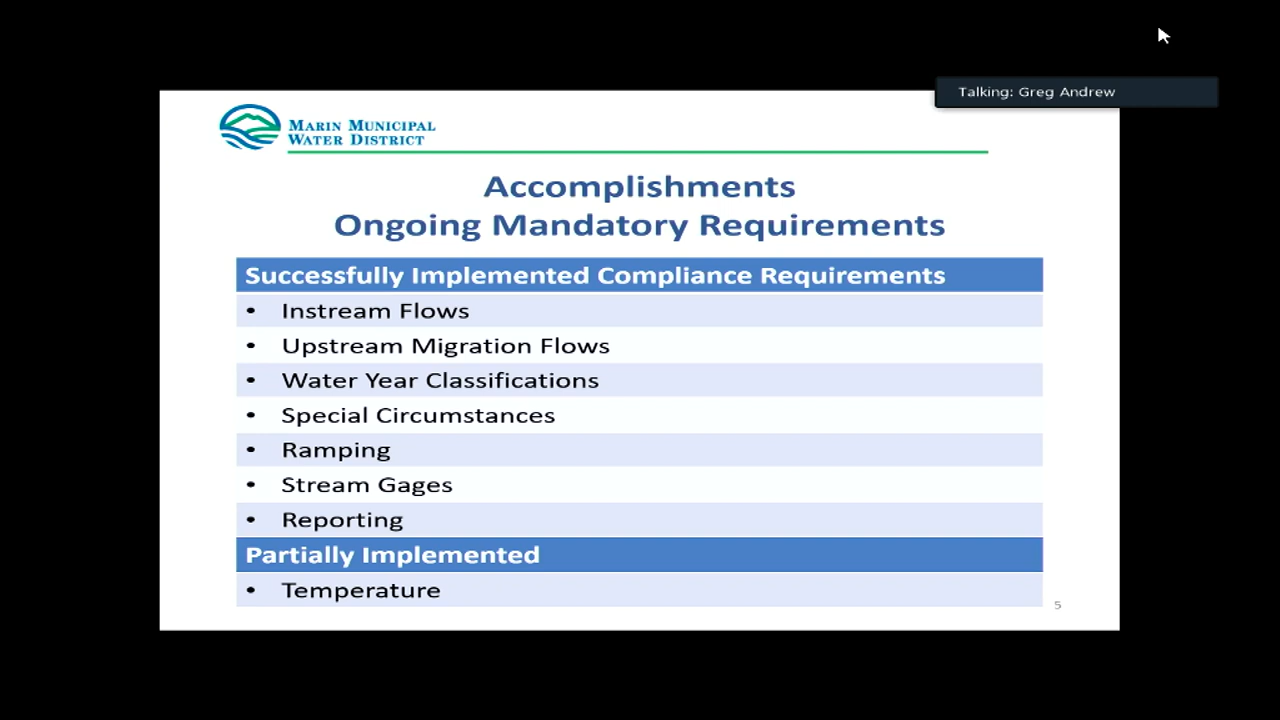 Talking: Greg Andrew
MARIN MUNICIPAL
WATER DISTRICT
Accomplishments
Ongoing Mandatory Requirements
Successfully Implemented Compliance Requirements
• Instream Flows
• Upstream Migration Flows
• Water Year Classifications
• Special Circumstances
• Ramping
• Stream Gages
• Reporting
Partially Implemented
• Temperature
5